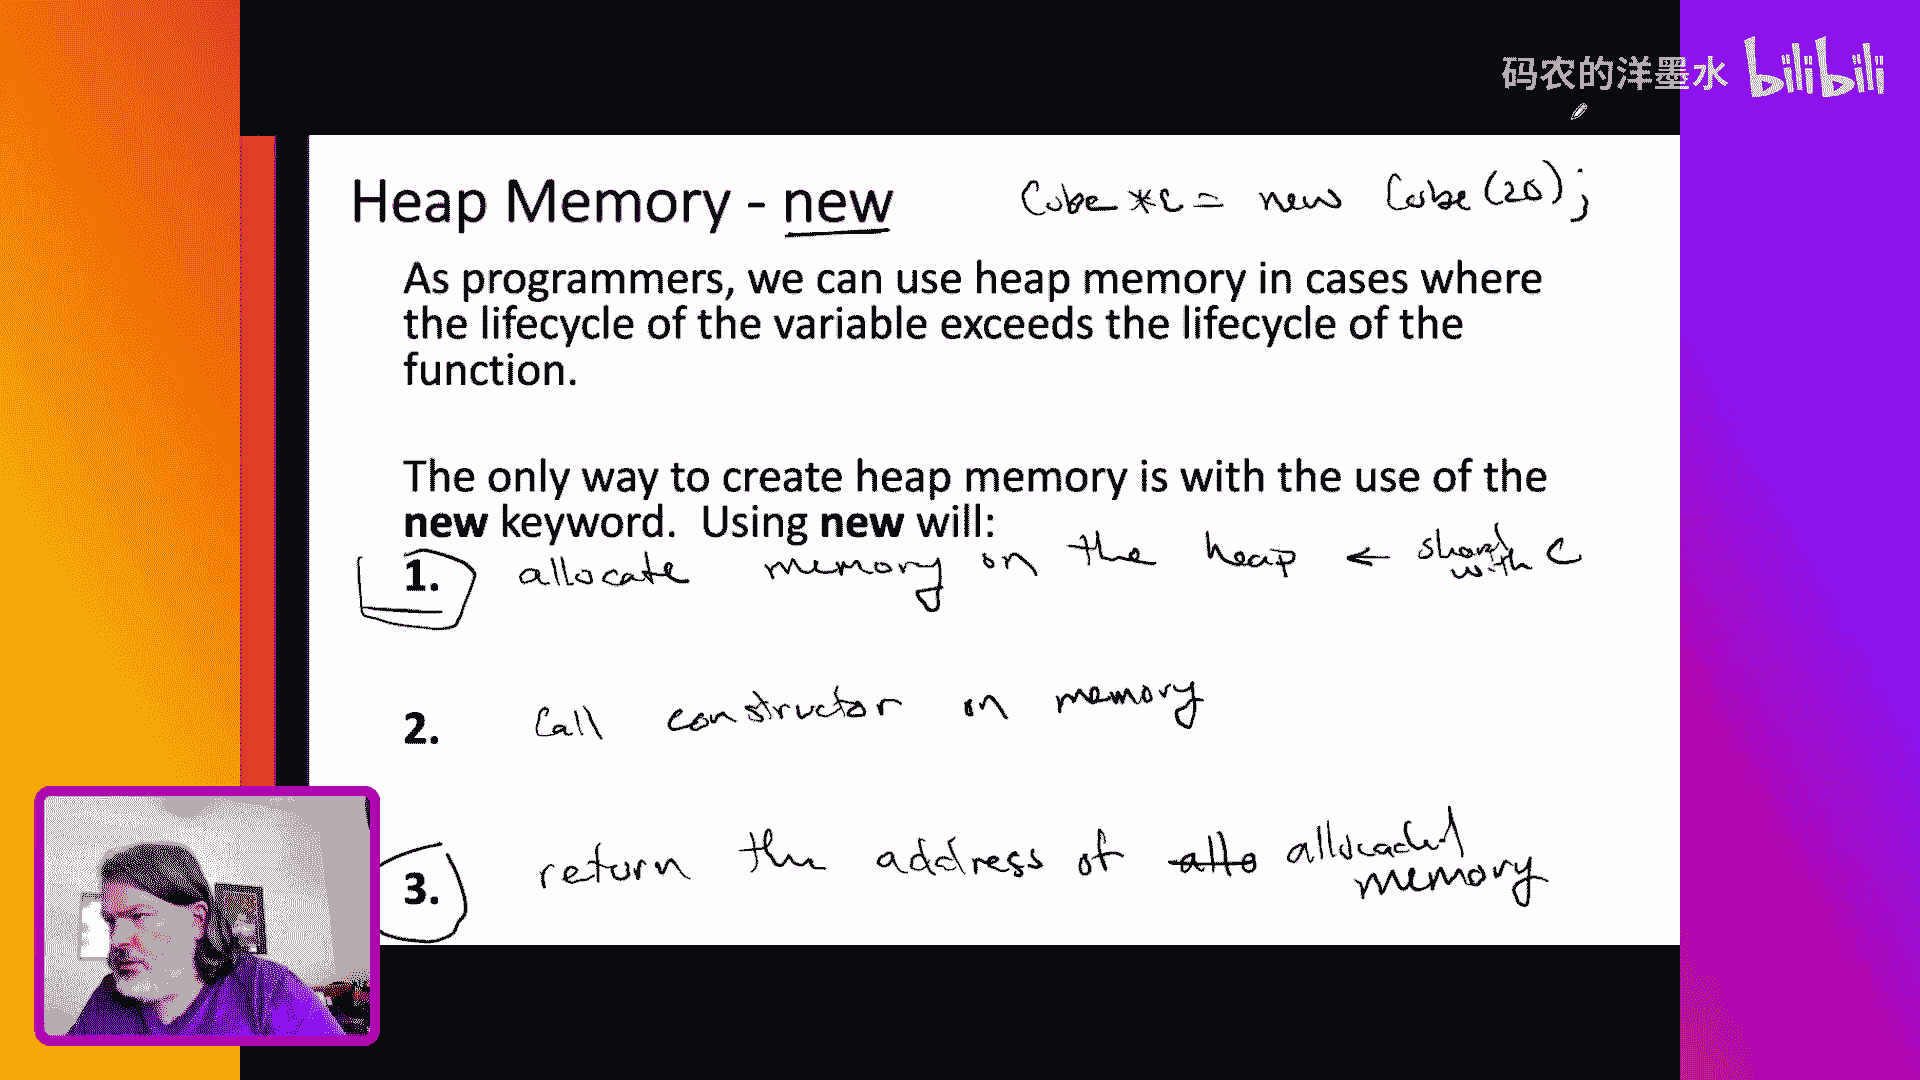 码农的洋墨水 bilibili
Heap Memory - new
Cube *c = new Cube(20);
As programmers, we can use heap memory in cases where
the lifecycle of the variable exceeds the lifecycle of the
function.
The only way to create heap memory is with the use of the
new keyword. Using new will:
1. allocate memory on the heap ← shared with C
2. Call constructor on memory
3. return the address of allo allocated
memory